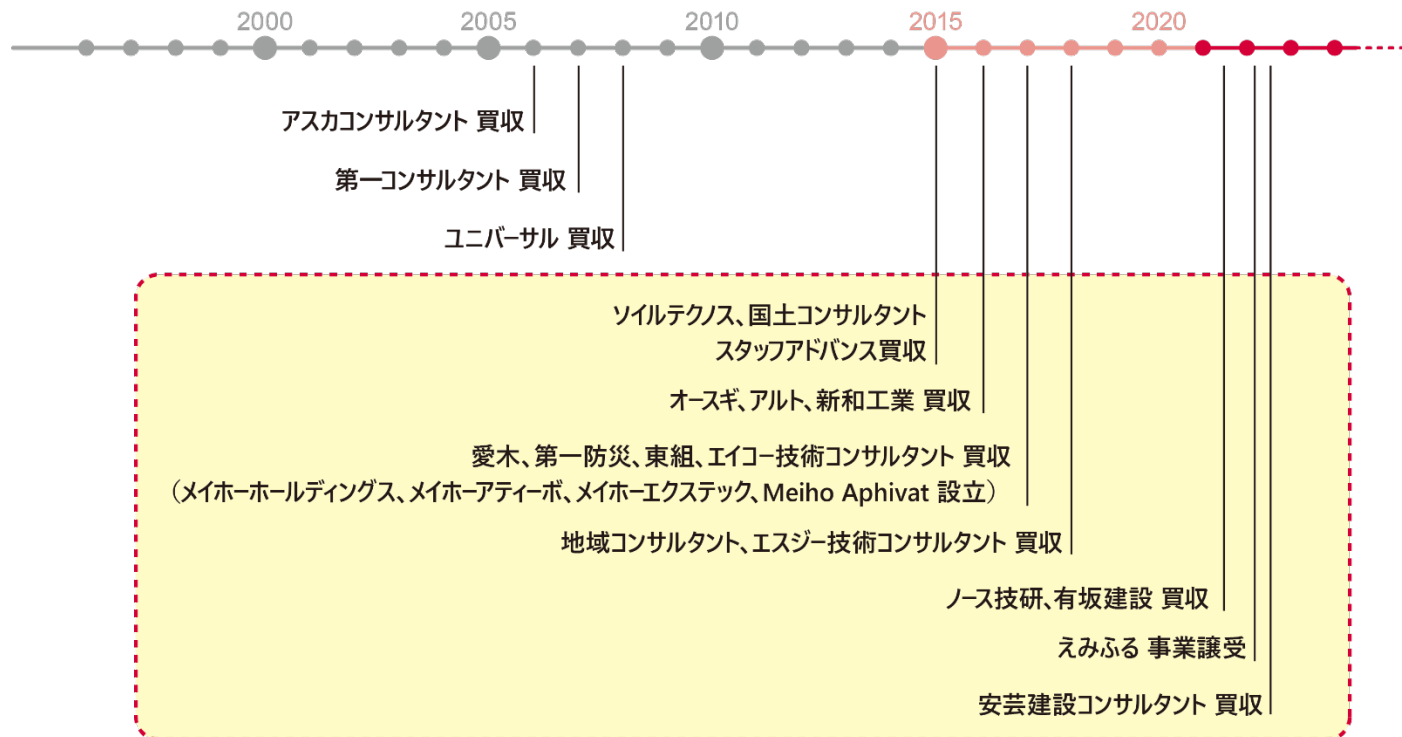 2000 2005 2010 2015 2020
アスカコンサルタント 買収
第一コンサルタント 買収
ユニバーサル 買収
ソイルテクノス、国土コンサルタント
スタッフアドバンス買収
オースギ、アルト、新和工業 買収
愛木、第一防災、東組、エイコー技術コンサルタント 買収
（メイホーホールディングス、メイホーアティーボ、メイホーエクステック、Meiho Aphivat 設立）
地域コンサルタント、エスジー技術コンサルタント 買収
ノース技研、有坂建設 買収
えみふる 事業譲受
安芸建設コンサルタント 買収